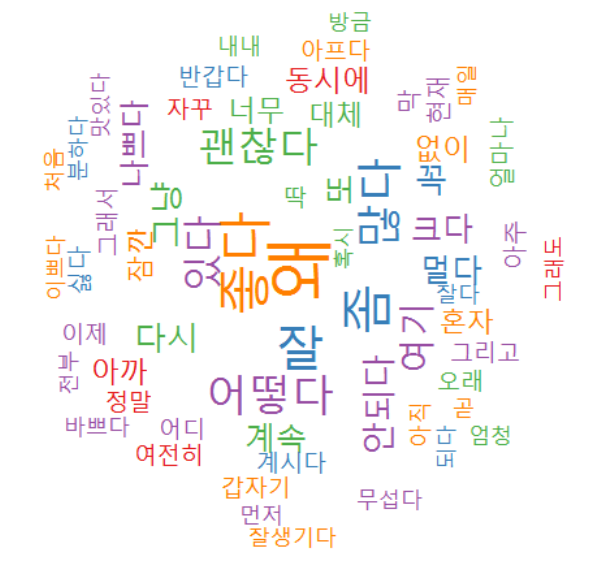 방금
내내
아프다
반갑다
동시에
맛있다
자꾸
너무
대체
막
현재
매일
나쁘다
괜찮다
없이
얼마나
처음
분하다
그냥
딱
또
많다
꼭
그래서
있다
좋다
왜
혹시
크다
아주
이쁘다
싫다
잠깐
멀다
그래도
좀
잘다
이제
다시
잘
여기
혼자
전부
아까
그리고
정말
어떻다
안되다
오래
바쁘다
어디
계속
아직
곧
되다
엄청
여전히
계시다
갑자기
무섭다
먼저
잘생기다